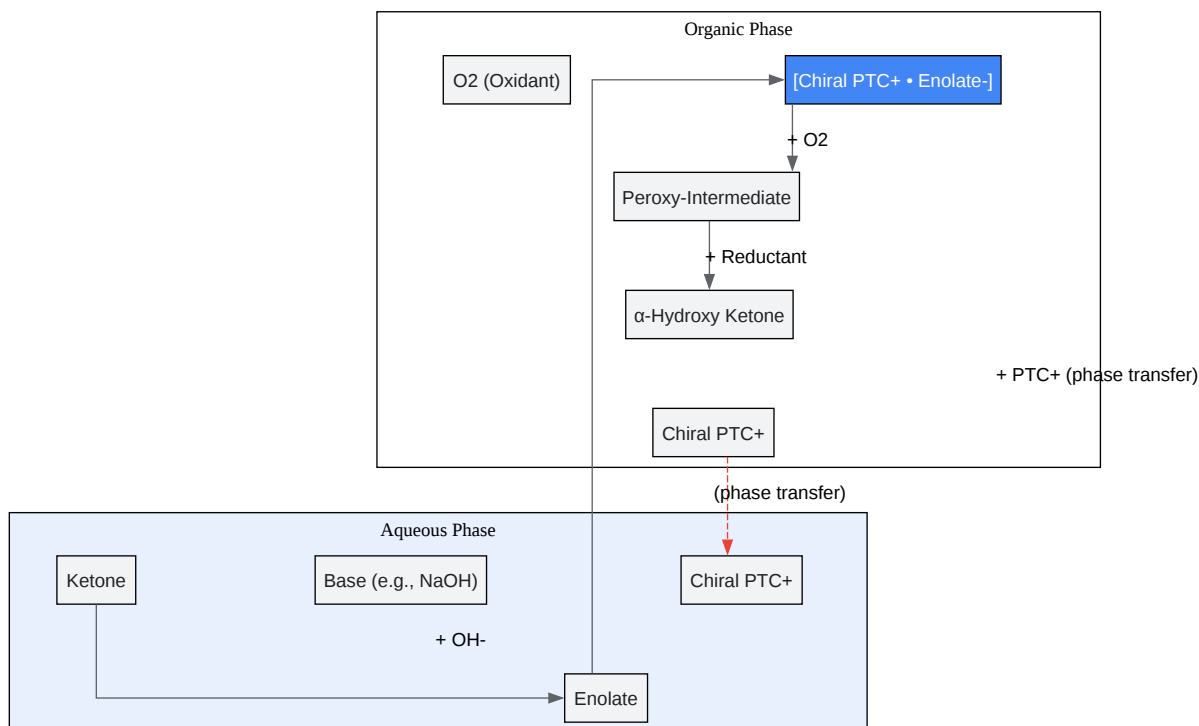 Organic Phase
O2 (Oxidant)
[Chiral PTC+ • Enolate-]
+ O2
Peroxy-Intermediate
+ Reductant
α-Hydroxy Ketone
+ PTC+ (phase transfer)
Chiral PTC+
(phase transfer)
Aqueous Phase
Ketone
Base (e.g., NaOH)
Chiral PTC+
+ OH-
Enolate